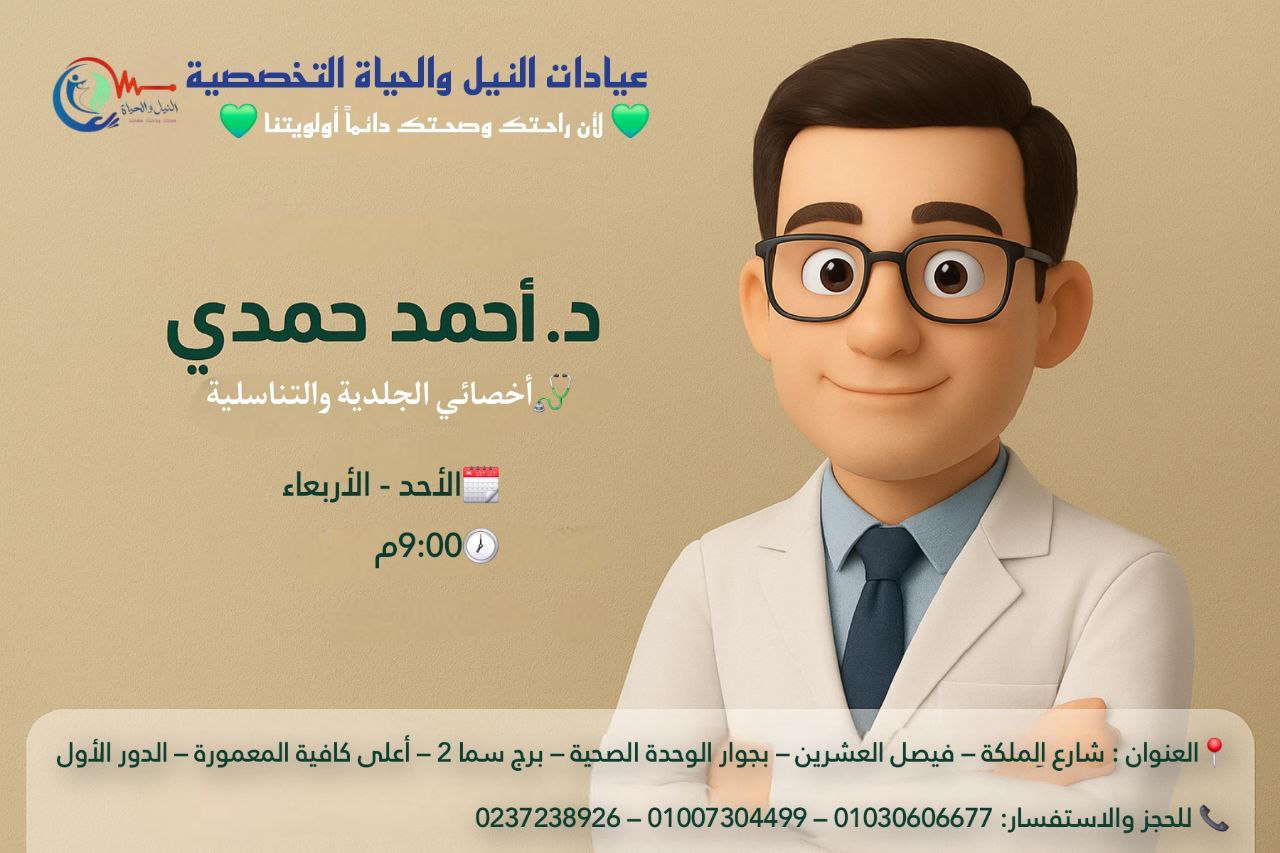 عيادات النيل والحياة التخصصية
💚 لأن راحتك وصحتك دائماً أولويتنا 💚
النيل والحياة
د. أحمد حمدي
🩺أخصائي الجلدية والتناسلية
🗓️الأحد - الأربعاء
🕖9:00م
📍العنوان : شارع الملكة – فيصل العشرين – بجوار الوحدة الصحية – برج سما 2 – أعلى كافية المعمورة – الدور الأول
📞 للحجز والاستفسار: 01030606677 – 01007304499 – 0237238926